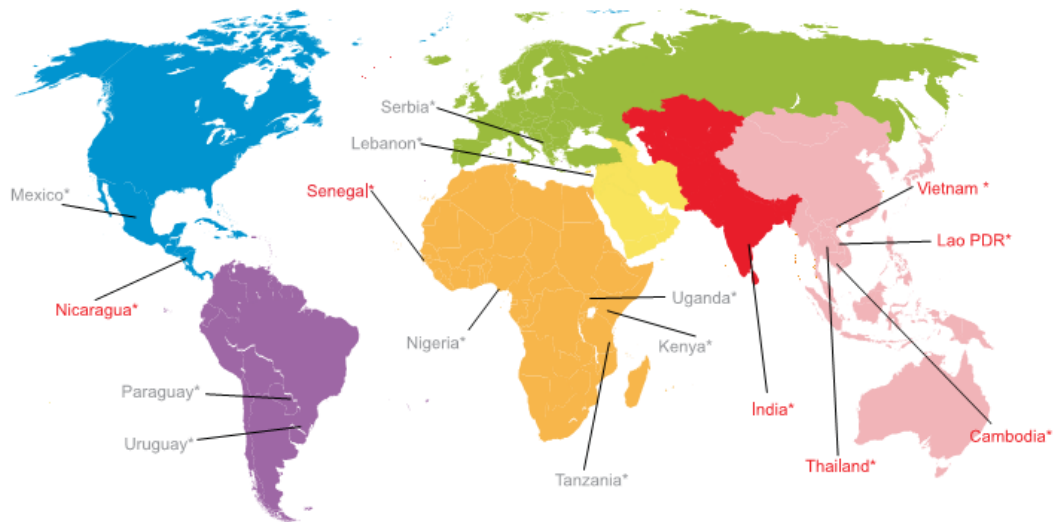 Serbia*
Lebanon*
Mexico*
Senegal*
Vietnam *
Lao PDR*
Nicaragua*
Uganda*
Nigeria*
Kenya*
Paraguay*
India*
Uruguay*
Cambodia*
Thailand*
Tanzania*